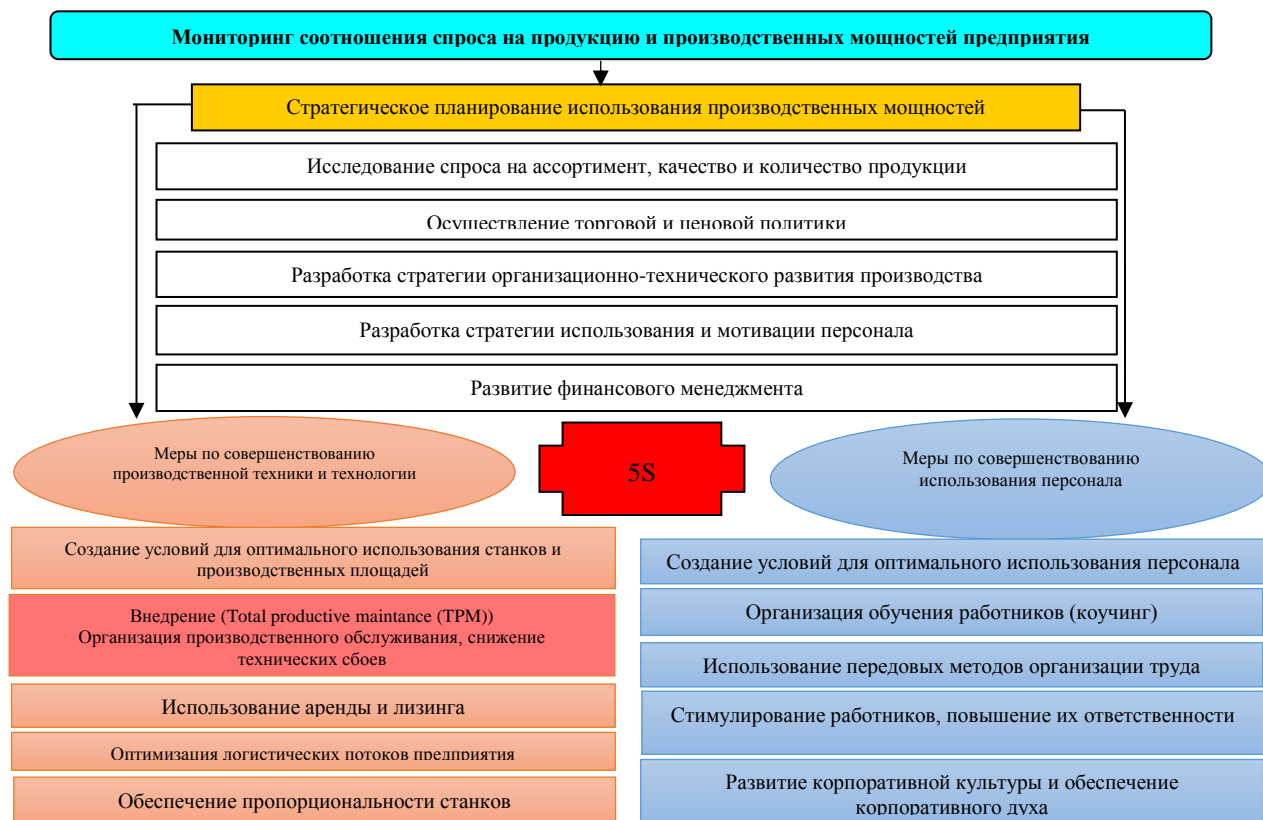 Мониторинг соотношения спроса на продукцию и производственных мощностей предприятия
Стратегическое планирование использования производственных мощностей
Исследование спроса на ассортимент, качество и количество продукции
Осуществление торговой и ценовой политики
Разработка стратегии организационно-технического развития производства
Разработка стратегии использования и мотивации персонала
Развитие финансового менеджмента
Меры по совершенствованию
производственной техники и технологии
5S
Меры по совершенствованию
использования персонала
Создание условий для оптимального использования станков и
производственных площадей
Внедрение (Total productive maintance (TPM))
Организация производственного обслуживания, снижение
технических сбоев
Использование аренды и лизинга
Оптимизация логистических потоков предприятия
Обеспечение пропорциональности станков
Создание условий для оптимального использования персонала
Организация обучения работников (коучинг)
Использование передовых методов организации труда
Стимулирование работников, повышение их ответственности
Развитие корпоративной культуры и обеспечение
корпоративного духа